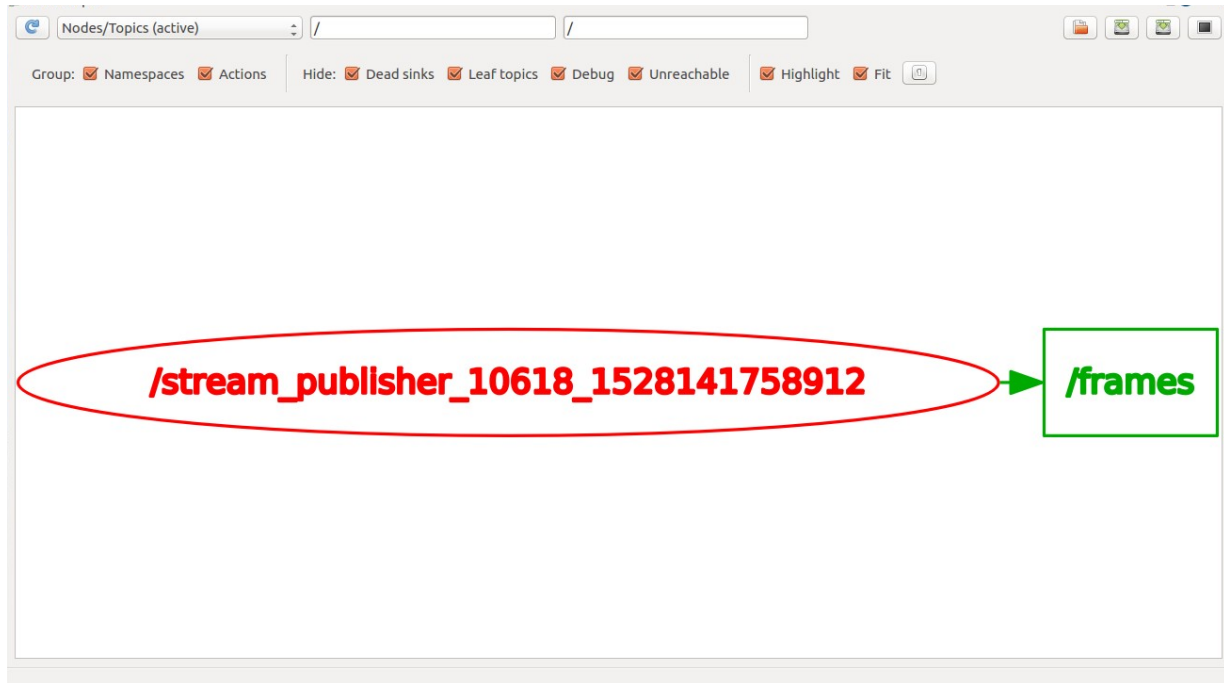 Nodes/Topics (active) / /
Group: Namespaces Actions Hide: Dead sinks Leaf topics Debug Unreachable Highlight Fit
/stream_publisher_10618_1528141758912 /frames